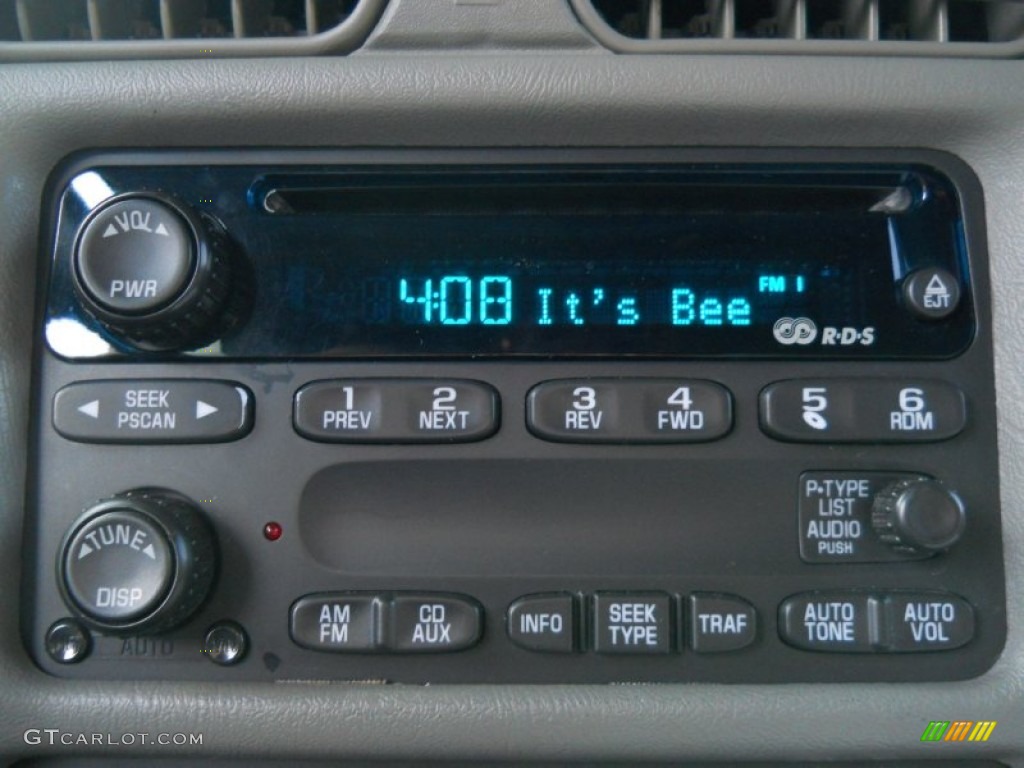 VOL
PWR
4:08 It's Bee FM 1
EJT
R·D·S
SEEK
PSCAN
1
PREV
2
NEXT
3
REV
4
FWD
5
6
RDM
TUNE
DISP
P•TYPE
LIST
AUDIO
PUSH
AM
FM
CD
AUX
INFO
SEEK
TYPE
TRAF
AUTO
TONE
AUTO
VOL
AUTO
GTCARLOT.COM